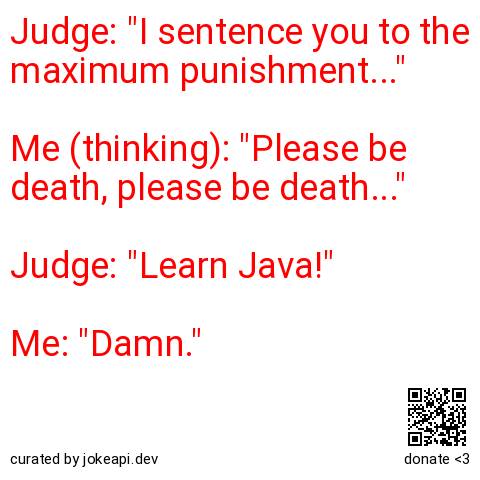 Judge: "I sentence you to the
maximum punishment..."
Me (thinking): "Please be
death, please be death..."
Judge: "Learn Java!"
Me: "Damn."
curated by jokeapi.dev
donate <3